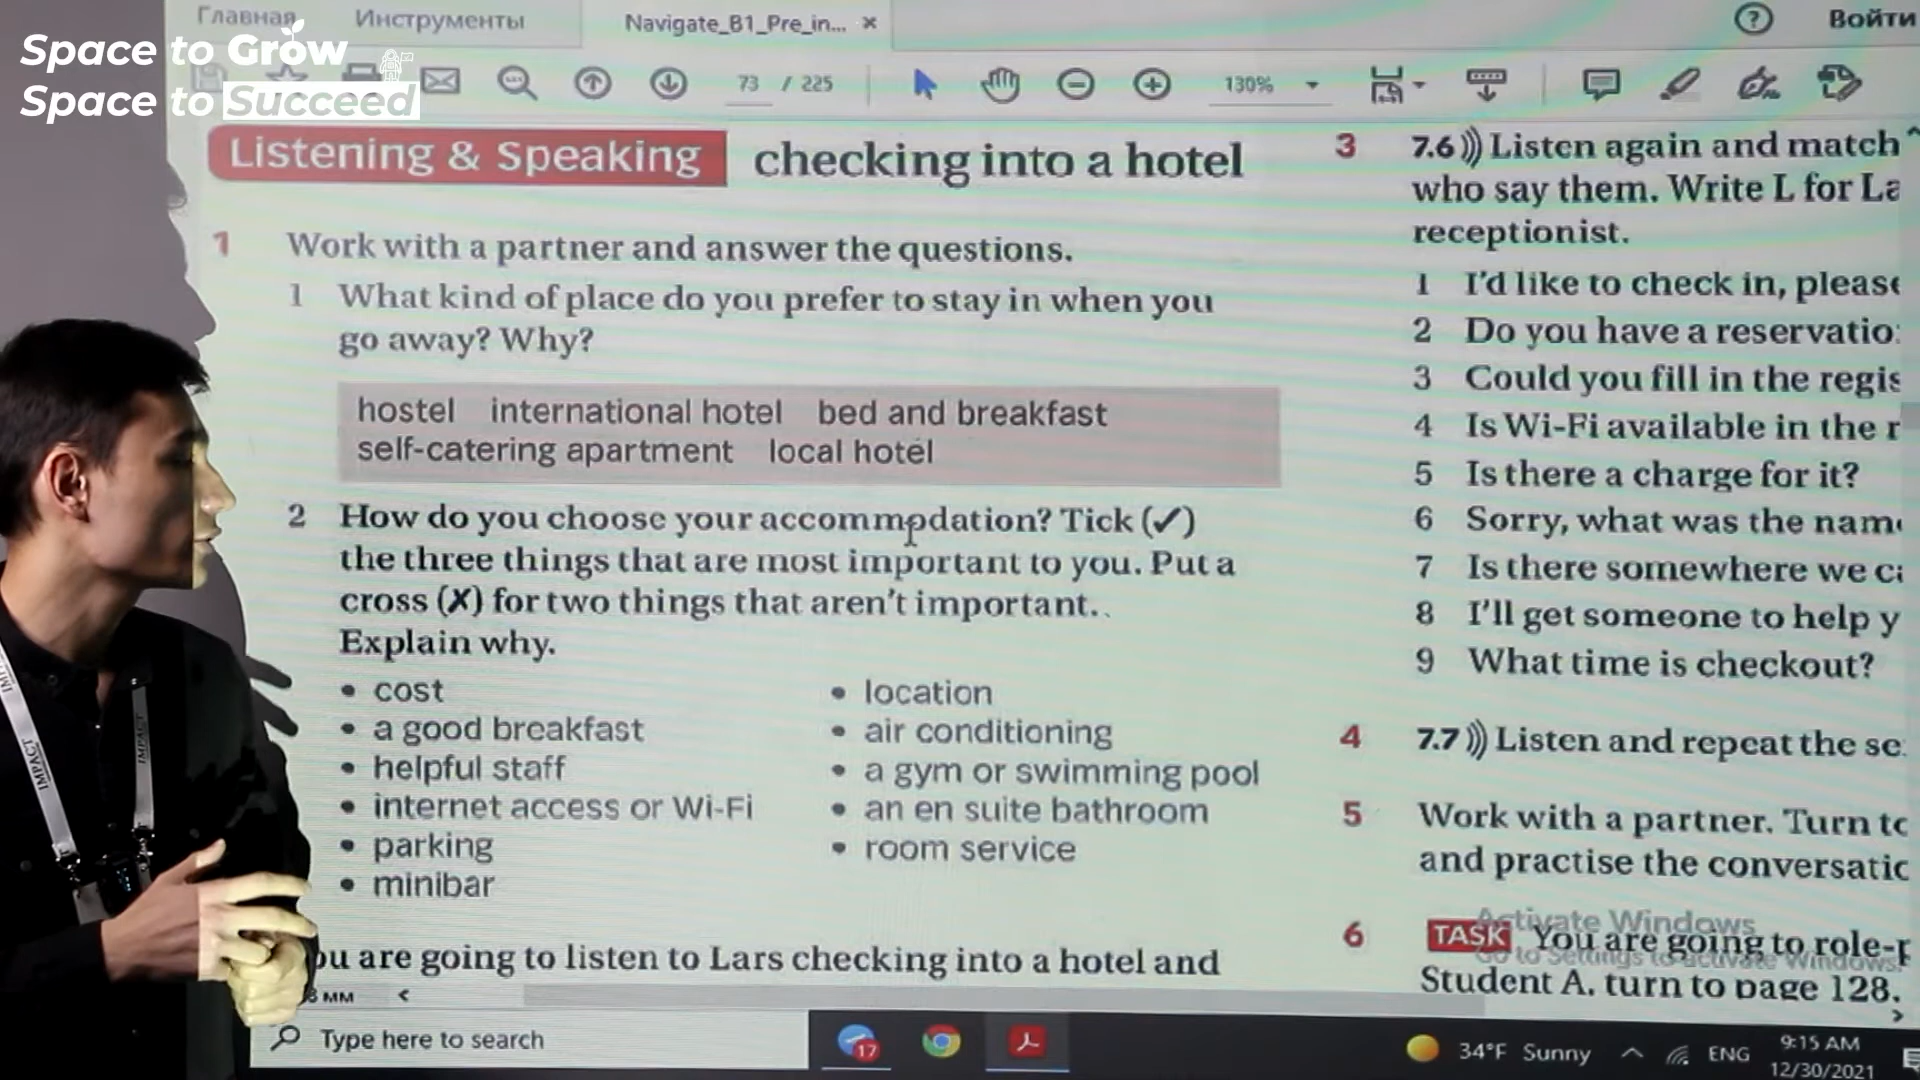 Главная Инструменты Navigate_B1_Pre_in... × ? Войти
Space to Grow
Space to Succeed
73 / 225 130%
Listening & Speaking checking into a hotel
1 Work with a partner and answer the questions.
1 What kind of place do you prefer to stay in when you
go away? Why?
hostel international hotel bed and breakfast
self-catering apartment local hotel
2 How do you choose your accommodation? Tick (✓)
the three things that are most important to you. Put a
cross (✗) for two things that aren't important.
Explain why.
• cost
• a good breakfast
• helpful staff
• internet access or Wi-Fi
• parking
• minibar
• location
• air conditioning
• a gym or swimming pool
• an en suite bathroom
• room service
are going to listen to Lars checking into a hotel and
3 7.6 Listen again and match
who say them. Write L for
receptionist.
1 I'd like to check in,
2 Do you have a
3 Could you fill in the
4 Is Wi-Fi available in the
5 Is there a charge for it?
6 Sorry, what was the
7 Is there somewhere we
8 I'll get someone to help
9 What time is checkout?
4 7.7 Listen and repeat the
5 Work with a partner. Turn
and practise the
6 TASK You are going to
Student A, turn to page 128.
Activate Windows
Go to Settings to activate Windows.
мм
Type here to search
17
34°F Sunny ENG 9:15 AM
12/30/2021
IMPACT
IMPACT